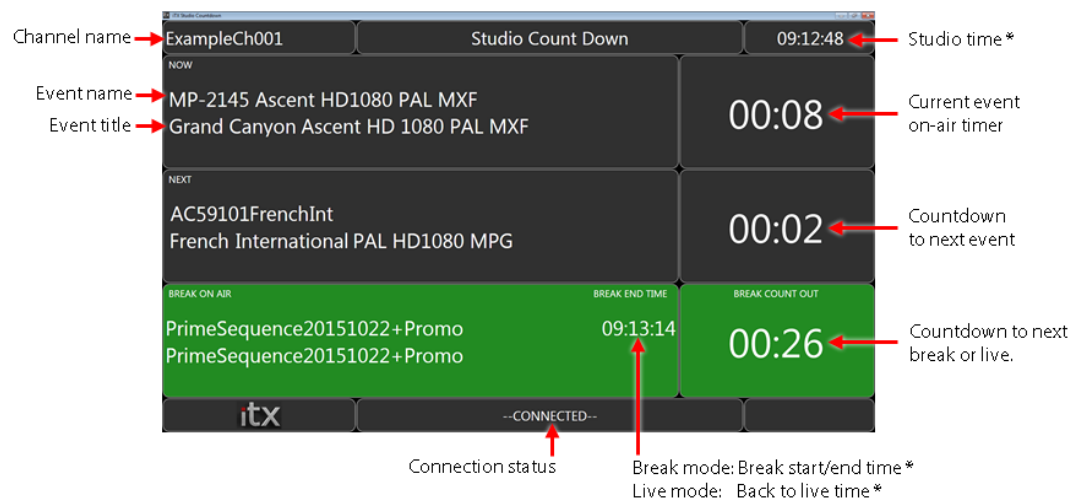 iTX Studio Countdown
Channel name
ExampleCh001
Studio Count Down
09:12:48
Studio time *
NOW
Event name
MP-2145 Ascent HD1080 PAL MXF
Event title
Grand Canyon Ascent HD 1080 PAL MXF
00:08
Current event
on-air timer
NEXT
AC59101FrenchInt
French International PAL HD1080 MPG
00:02
Countdown
to next event
BREAK ON AIR
BREAK END TIME
BREAK COUNT OUT
PrimeSequence20151022+Promo
09:13:14
PrimeSequence20151022+Promo
00:26
Countdown to next
break or live.
itx
--CONNECTED--
Connection status
Break mode: Break start/end time *
Live mode: Back to live time *